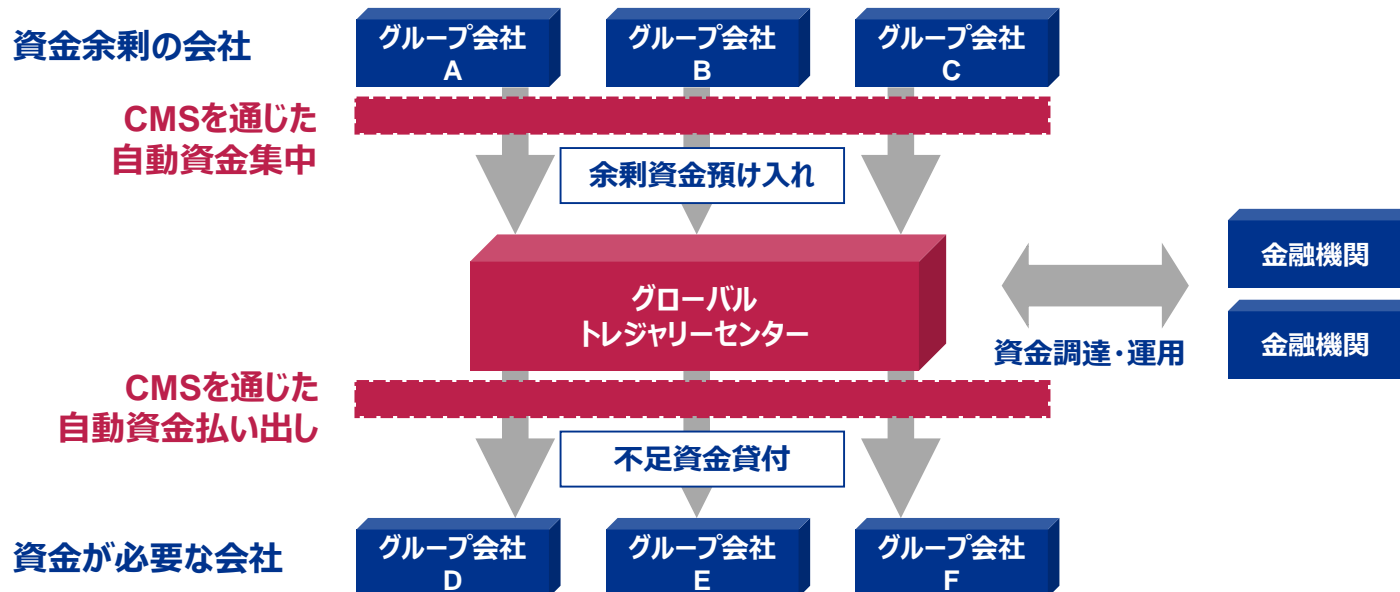 資金余剰の会社
グループ会社
A
グループ会社
B
グループ会社
C
CMSを通じた
自動資金集中
余剰資金預け入れ
グローバル
トレジャリーセンター
資金調達・運用
金融機関
金融機関
CMSを通じた
自動資金払い出し
不足資金貸付
資金が必要な会社
グループ会社
D
グループ会社
E
グループ会社
F